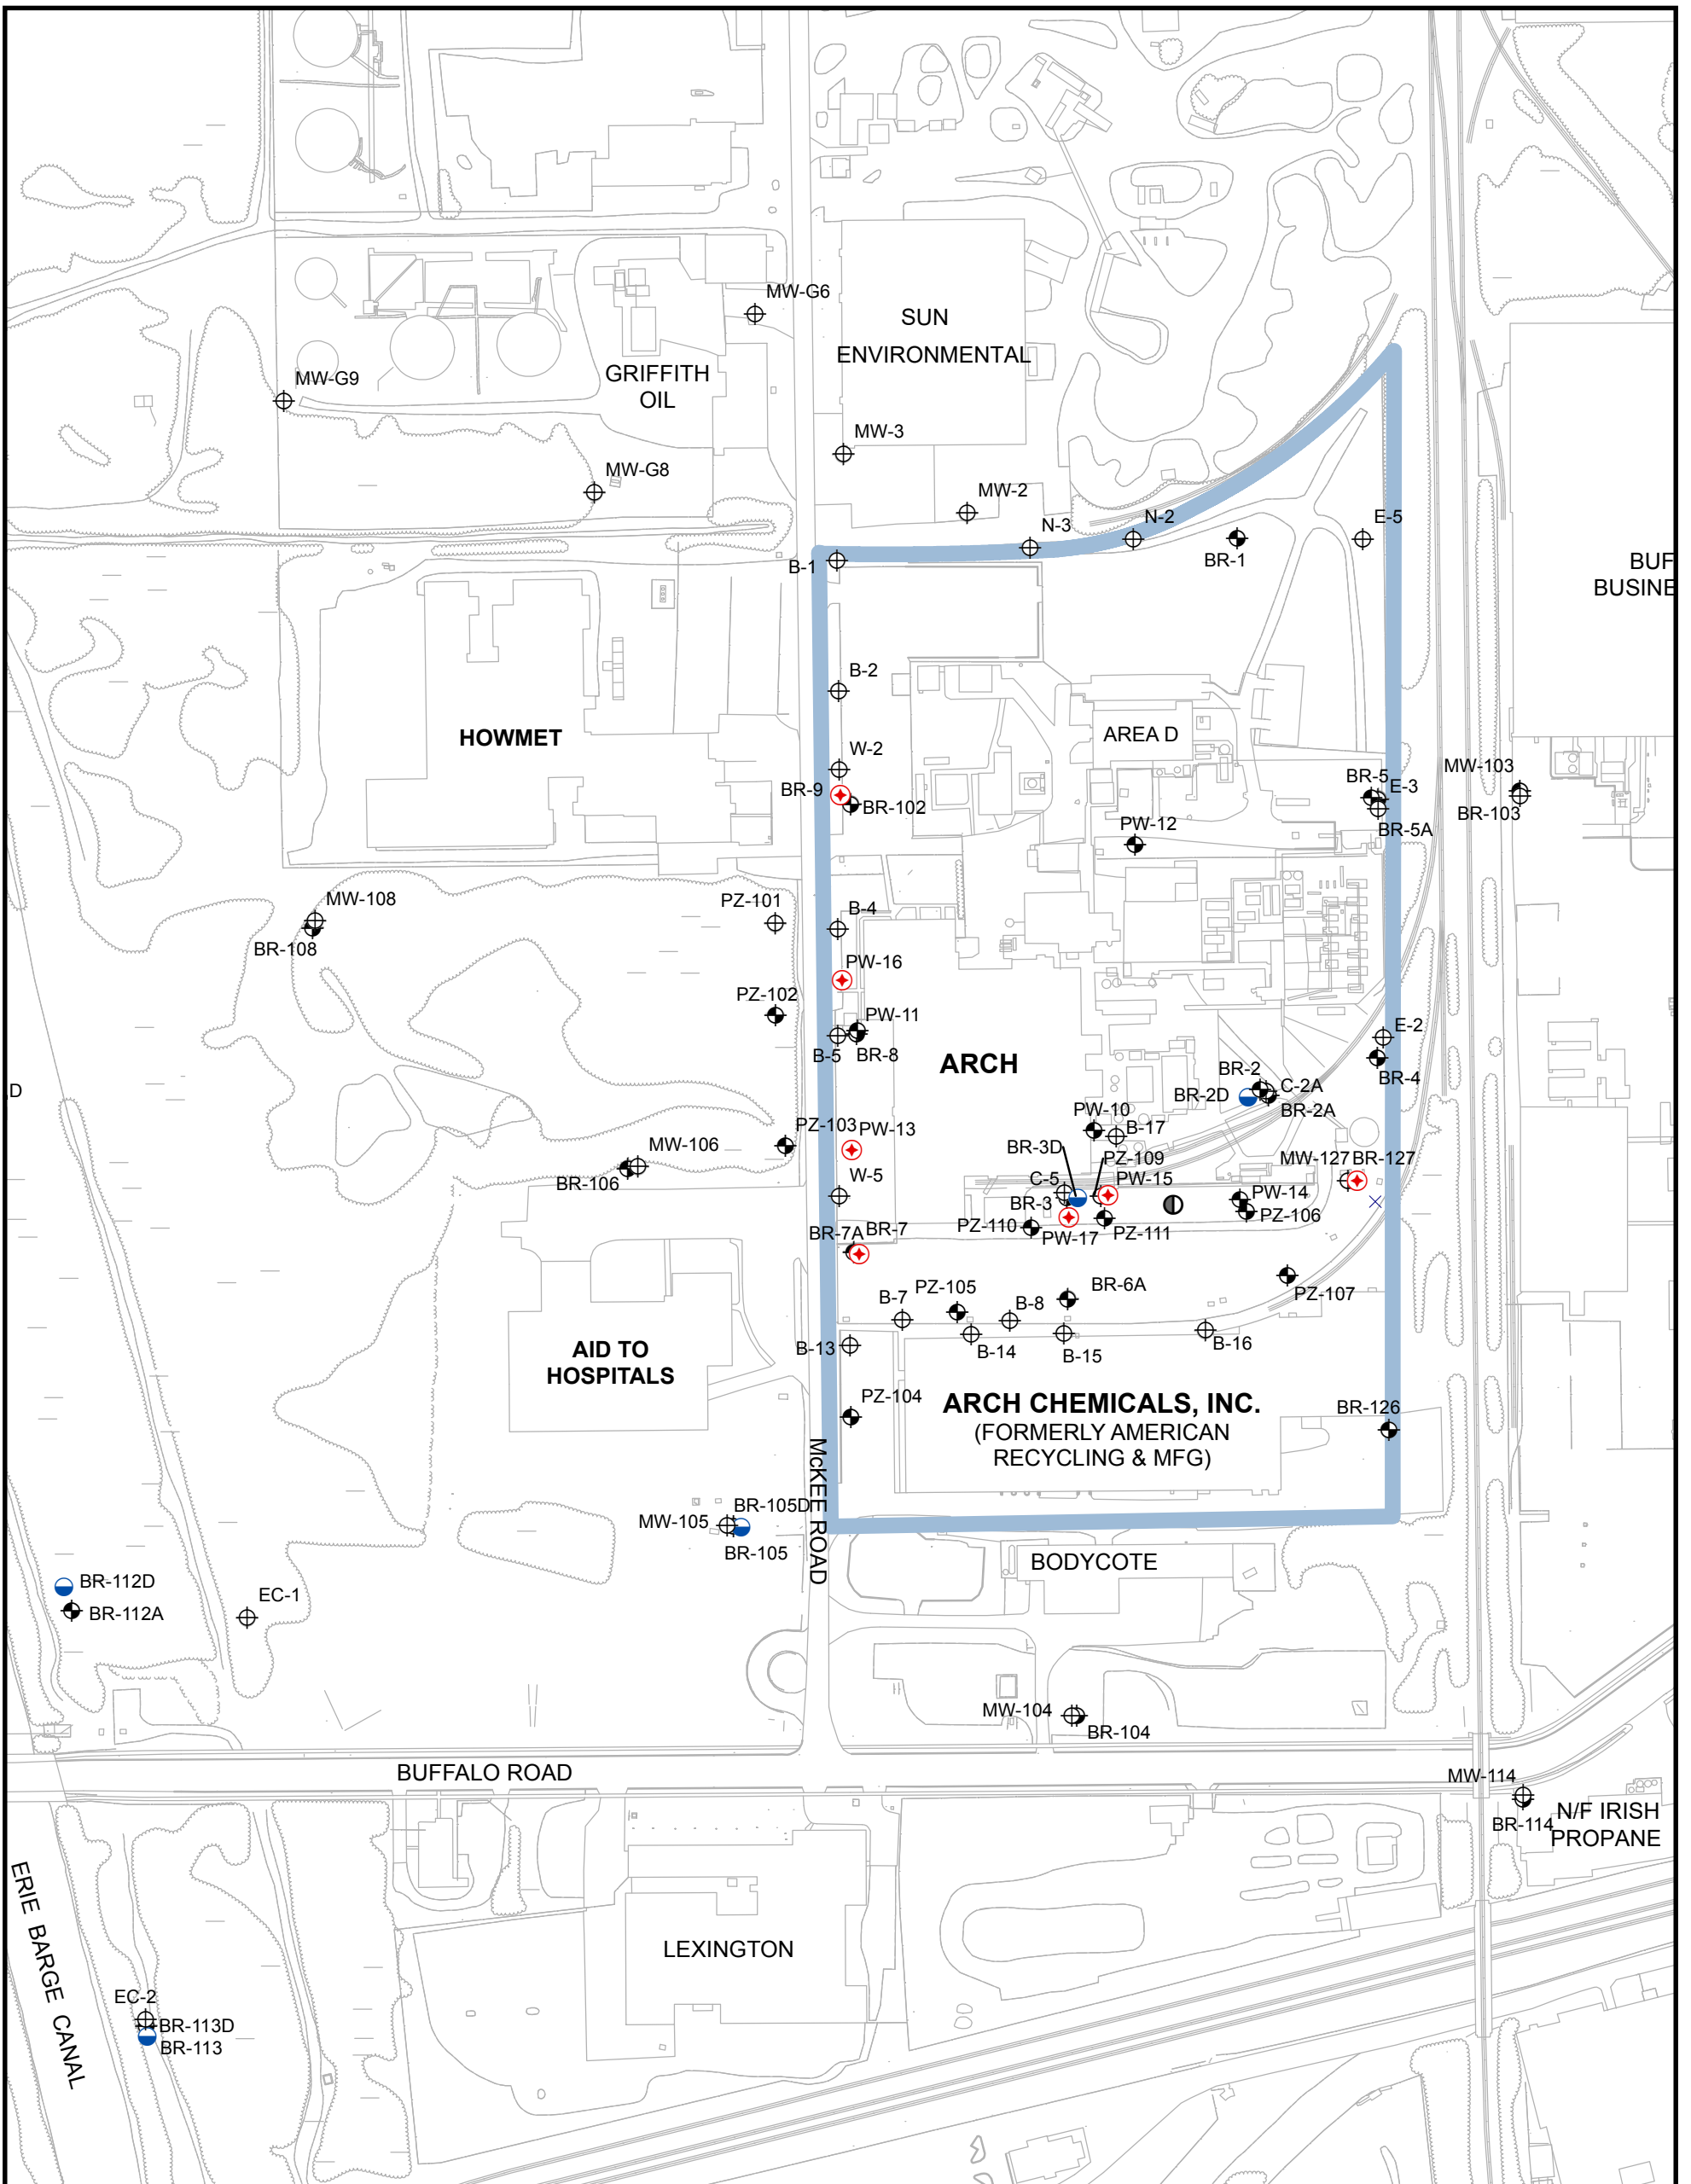 MW-G6
SUN
ENVIRONMENTAL
GRIFFITH
OIL
MW-G9
MW-3
MW-G8
MW-2
N-3
N-2
E-5
BR-1
B-1
BUF
BUSINE
B-2
HOWMET
AREA D
W-2
BR-9
BR-102
BR-5
E-3
BR-5A
MW-103
BR-103
PW-12
MW-108
BR-108
PZ-101
B-4
PW-16
PZ-102
PW-11
B-5
BR-8
ARCH
E-2
BR-4
BR-2
C-2A
BR-2D
BR-2A
D
PW-10
B-17
PZ-103
PW-13
MW-106
BR-106
BR-3D
PZ-109
MW-127
BR-127
W-5
C-5
PW-15
BR-3
PW-14
PZ-106
PZ-110
PW-17
PZ-111
BR-7A
BR-7
PZ-107
BR-6A
B-7
PZ-105
B-8
B-13
B-14
B-15
B-16
AID TO
HOSPITALS
PZ-104
ARCH CHEMICALS, INC.
(FORMERLY AMERICAN
RECYCLING & MFG)
BR-126
McKEE ROAD
BR-105D
MW-105
BR-105
BODYCOTE
BR-112D
BR-112A
EC-1
MW-104
BR-104
BUFFALO ROAD
MW-114
BR-114
N/F IRISH
PROPANE
ERIE BARGE CANAL
LEXINGTON
EC-2
BR-113D
BR-113